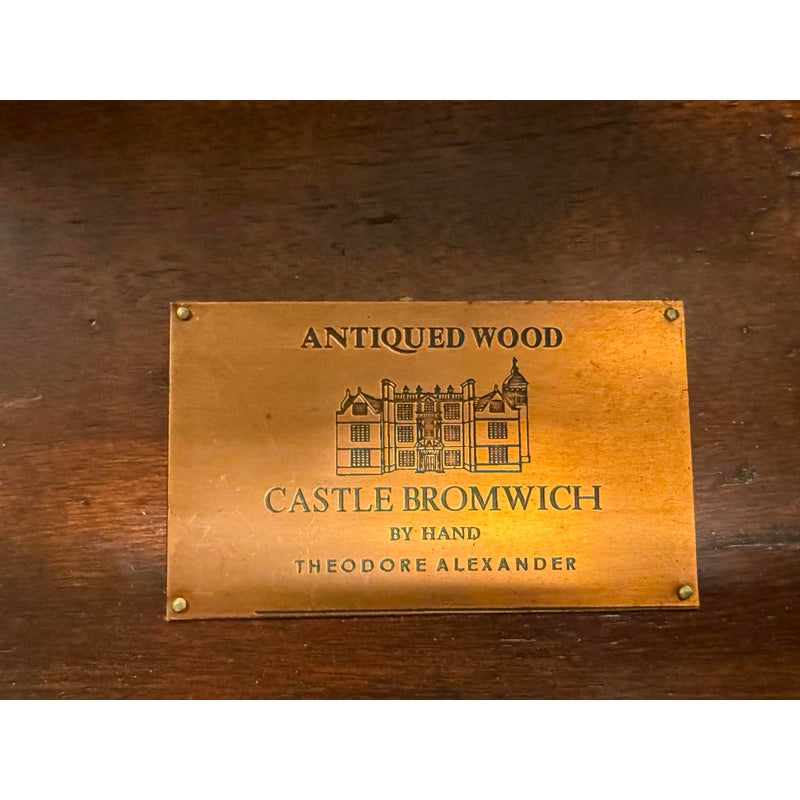 ANTIQUED WOOD
CASTLE BROMWICH
BY HAND
THEODORE ALEXANDER